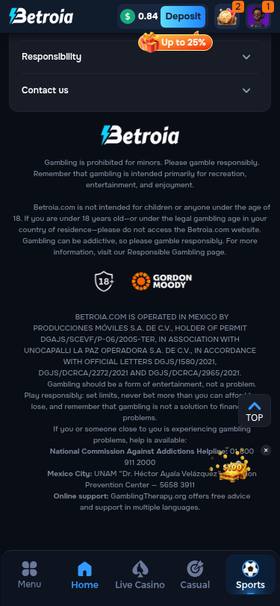 Betroia
0.84 Deposit
2
1
Up to 25%
Responsibility
Contact us
Betroia
Gambling is prohibited for minors. Please gamble responsibly.
Remember that gambling is intended primarily for recreation,
entertainment, and enjoyment.
Betroia.com is not intended for children or anyone under the age of
18. If you are under 18 years old—or under the legal gambling age in your
country of residence—please do not access the Betroia.com website.
Gambling can be addictive, so please gamble responsibly. For more
information, visit our Responsible Gambling page.
18+
GORDON
MOODY
BETROIA.COM IS OPERATED IN MEXICO BY
PRODUCCIONES MÓVILES S.A. DE C.V., HOLDER OF PERMIT
DGAJS/SCEVF/P-06/2005-TER, IN ASSOCIATION WITH
UNOCAPALLI LA PAZ OPERADORA S.A. DE C.V., IN ACCORDANCE
WITH OFFICIAL LETTERS DGJS/1580/2021,
DGJS/DCRCA/2272/2021 AND DGJS/DCRCA/2965/2021.
Gambling should be a form of entertainment, not a problem.
Play responsibly: set limits, never bet more than you can afford
lose, and remember that gambling is not a solution to
problems.
TOP
If you or someone close to you is experiencing gambling
problems, help is available:
National Commission Against Addictions Helpline:
911 2000
Mexico City: UNAM "Dr. Héctor Ayala Velázquez"
Prevention Center — 5658 3911
$100
Online support: GamblingTherapy.org offers free advice
and support in multiple languages.
Menu
Home
Live Casino
Casual
Sports